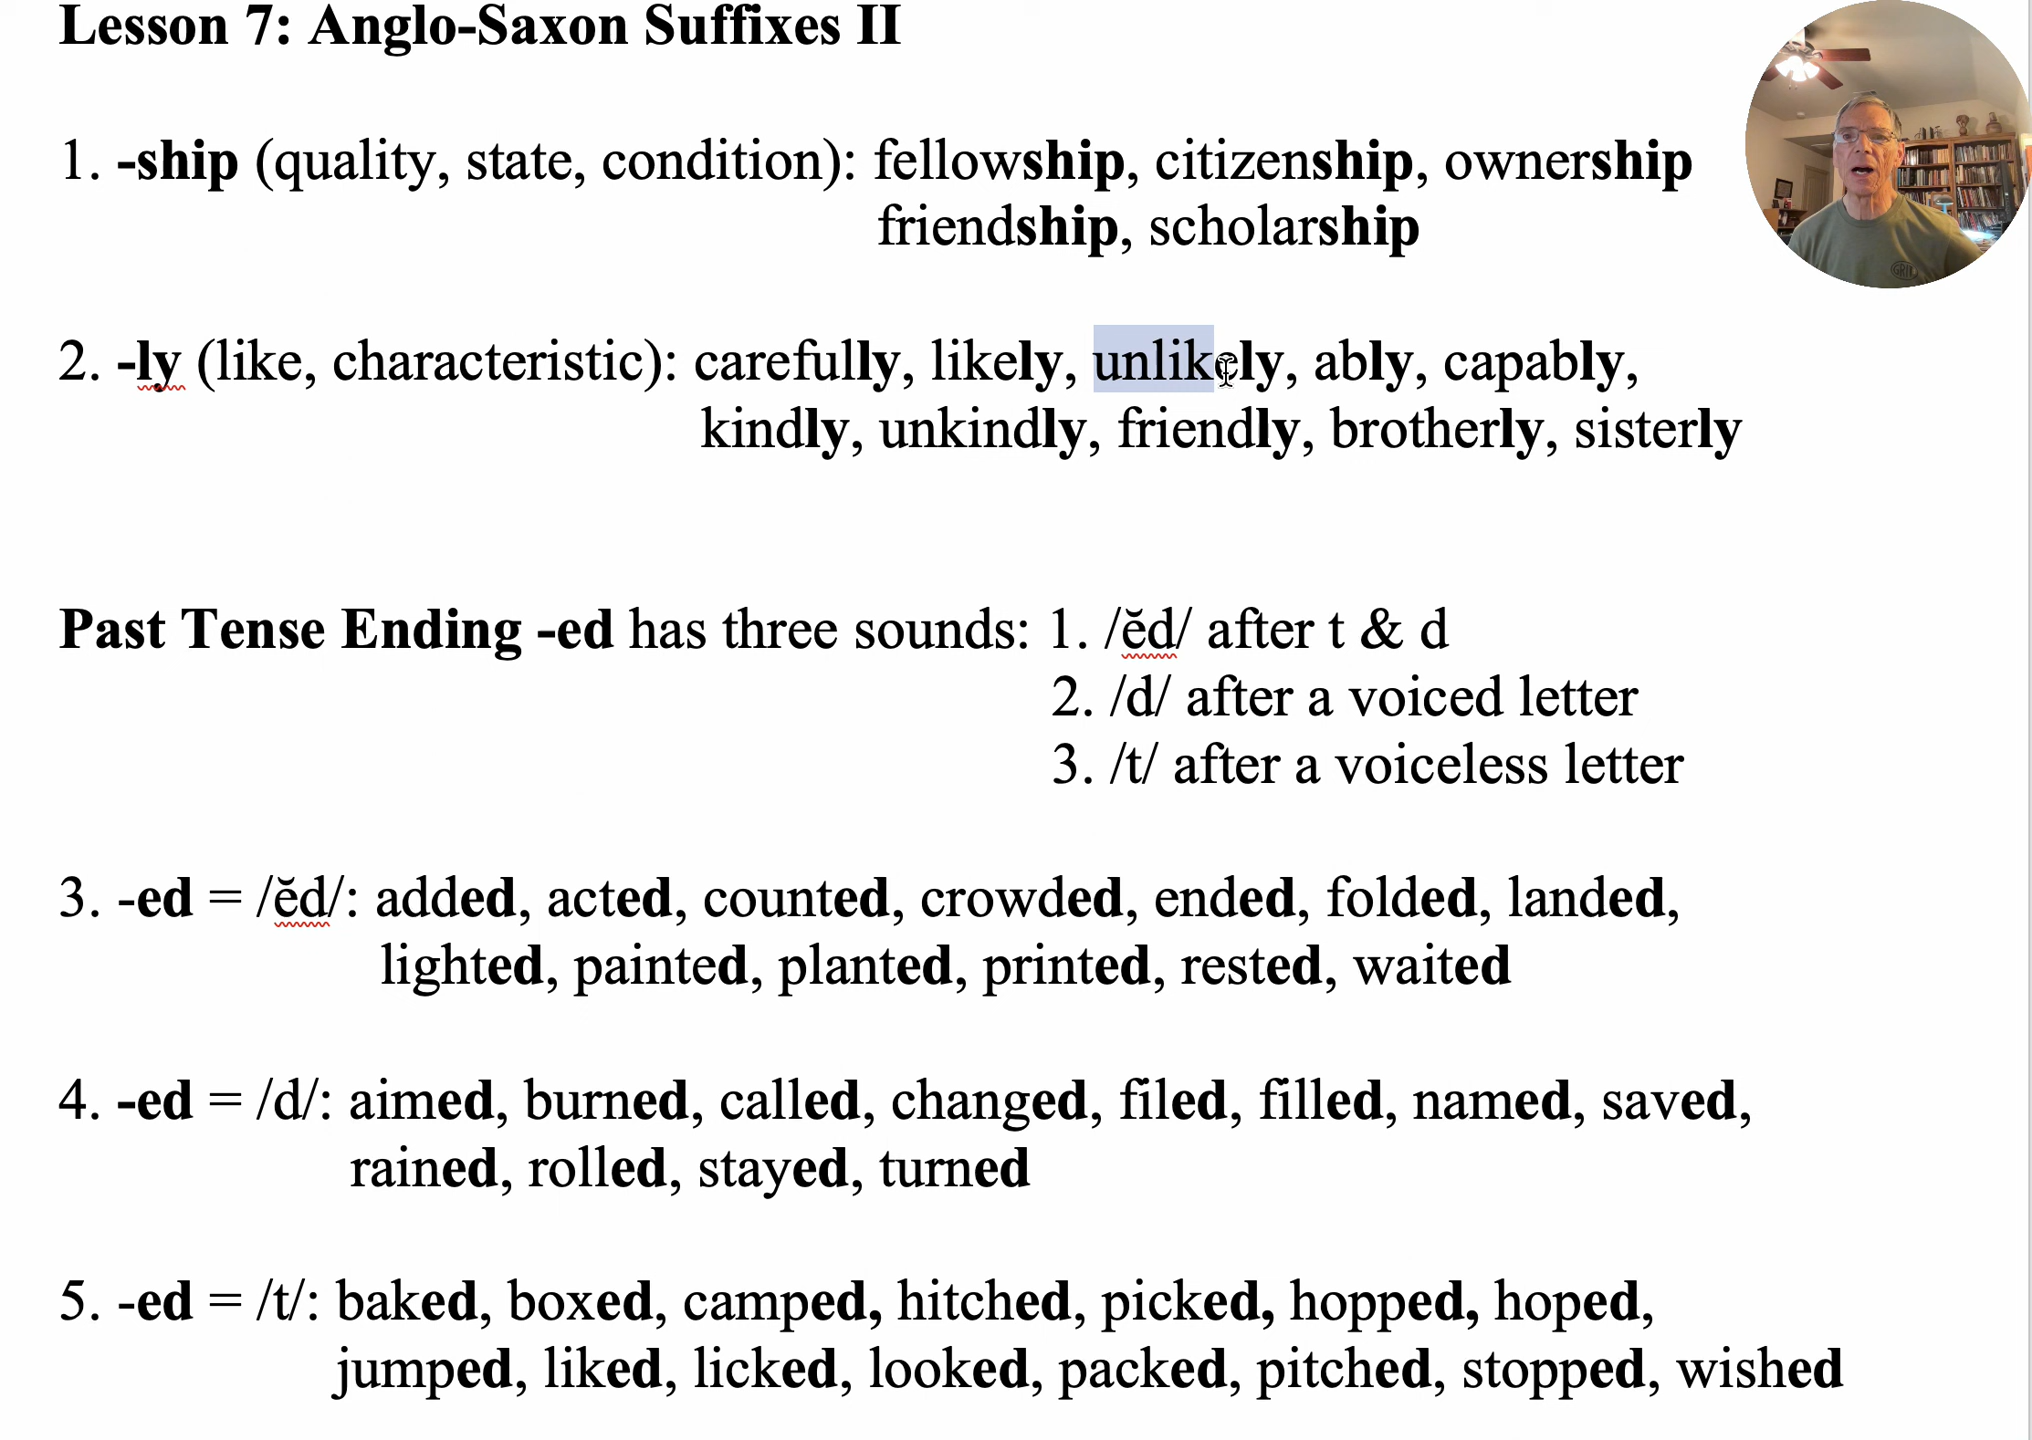 Lesson 7: Anglo-Saxon Suffixes II
1. -ship (quality, state, condition): fellowship, citizenship, ownership
friendship, scholarship
2. -ly (like, characteristic): carefully, likely, unlikely, ably, capably,
kindly, unkindly, friendly, brotherly, sisterly
Past Tense Ending -ed has three sounds: 1. /ĕd/ after t & d
2. /d/ after a voiced letter
3. /t/ after a voiceless letter
3. -ed = /ĕd/: added, acted, counted, crowded, ended, folded, landed,
lighted, painted, planted, printed, rested, waited
4. -ed = /d/: aimed, burned, called, changed, filed, filled, named, saved,
rained, rolled, stayed, turned
5. -ed = /t/: baked, boxed, camped, hitched, picked, hopped, hoped,
jumped, liked, licked, looked, packed, pitched, stopped, wished